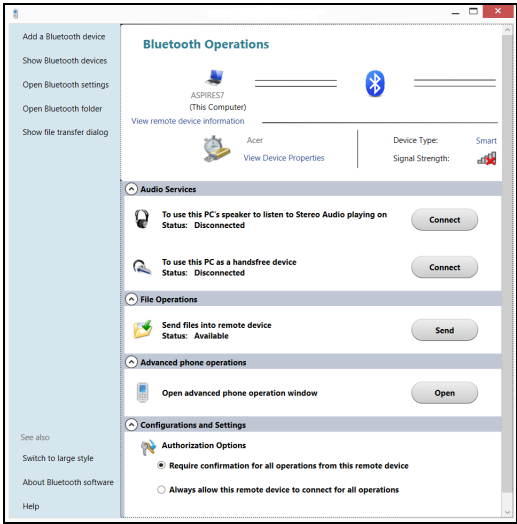 Add a Bluetooth device
Show Bluetooth devices
Open Bluetooth settings
Open Bluetooth folder
Show file transfer dialog
See also
Switch to large style
About Bluetooth software
Help
Bluetooth Operations
ASPIRES7
(This Computer)
View remote device information
Acer
View Device Properties
Device Type: Smart
Signal Strength:
Audio Services
To use this PC's speaker to listen to Stereo Audio playing on
Status: Disconnected
Connect
To use this PC as a handsfree device
Status: Disconnected
Connect
File Operations
Send files into remote device
Status: Available
Send
Advanced phone operations
Open advanced phone operation window
Open
Configurations and Settings
Authorization Options
Require confirmation for all operations from this remote device
Always allow this remote device to connect for all operations